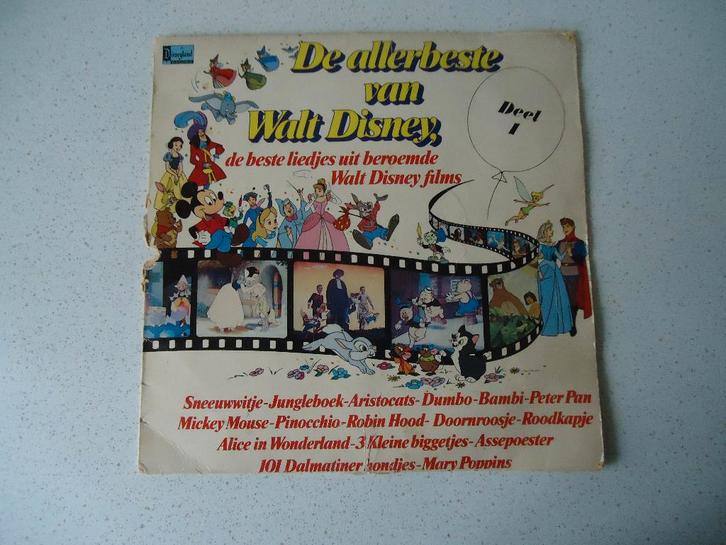 Disneyland
De allerbeste
van
Walt Disney,
Deel
I
de beste liedjes uit beroemde
Walt Disney films
Sneeuwwitje-Jungleboek-Aristocats-Dumbo-Bambi-Peter Pan
Mickey Mouse-Pinocchio-Robin Hood-Doornroosje-Roodkapje
Alice in Wonderland-3 Kleine biggetjes-Assepoester
101 Dalmatiner hondjes-Mary Poppins